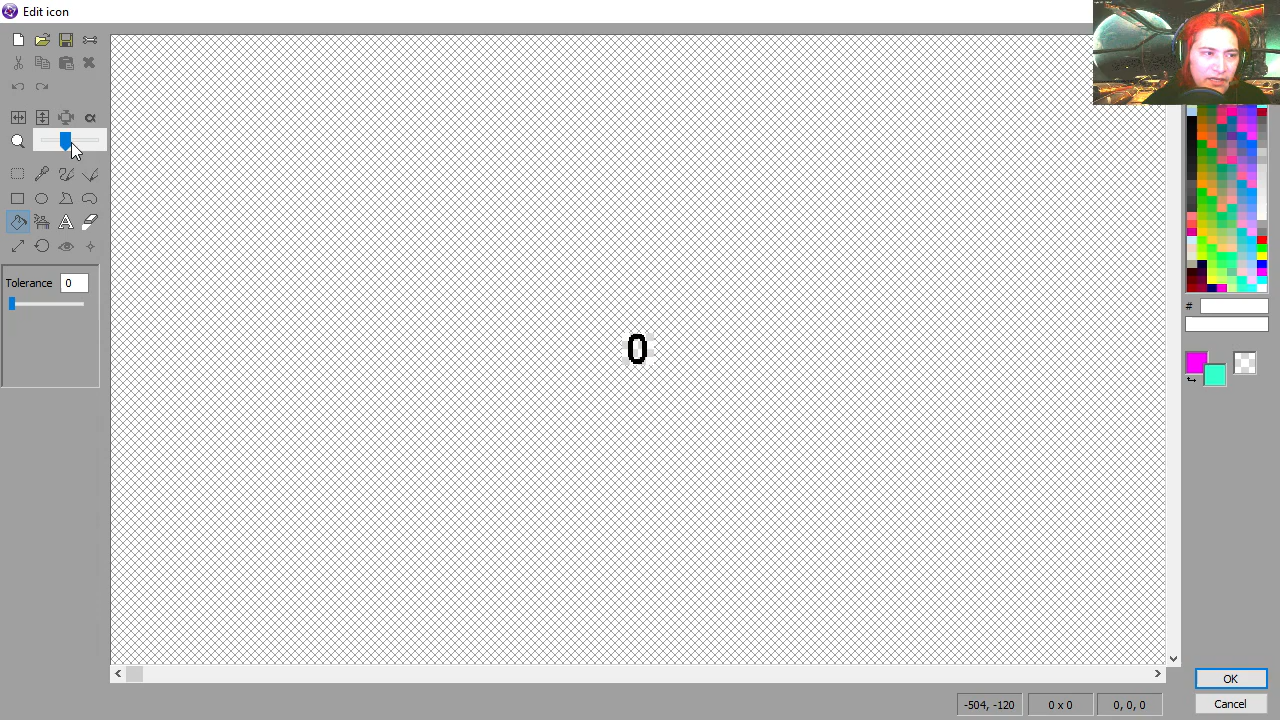 Edit icon
α
A
Tolerance 0
#
0
-504, -120
0 x 0
0, 0, 0
OK
Cancel